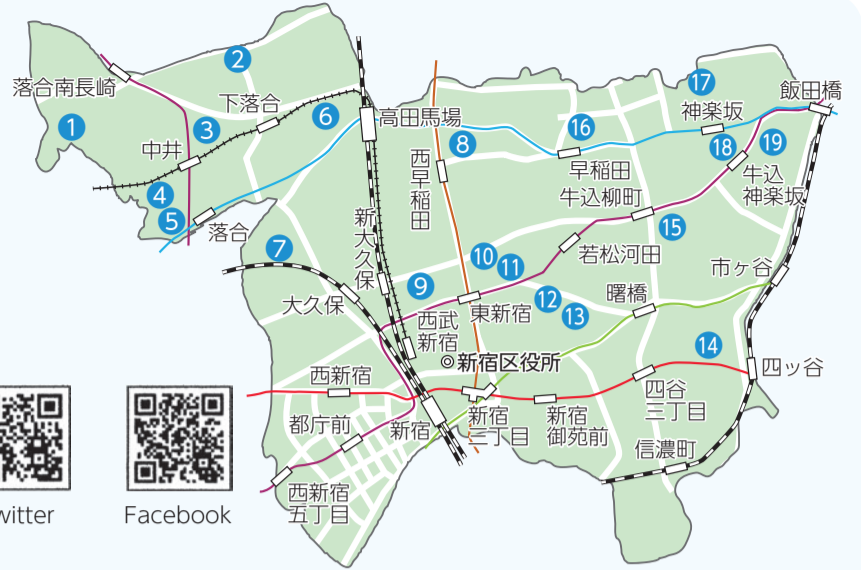 2
17
飯田橋
落合南長崎
下落合
神楽坂
1
3
6
高田馬場
16
中井
8
18
19
早稲田
牛込
神楽坂
西早稲田
4
牛込柳町
5
落合
新大久保
15
7
若松河田
10
11
市ヶ谷
9
曙橋
12
大久保
13
東新宿
西武
新宿
14
◎新宿区役所
四ッ谷
西新宿
四谷
三丁目
都庁前
新宿
新宿
三丁目
新宿
御苑前
信濃町
西新宿
五丁目
witter
Facebook